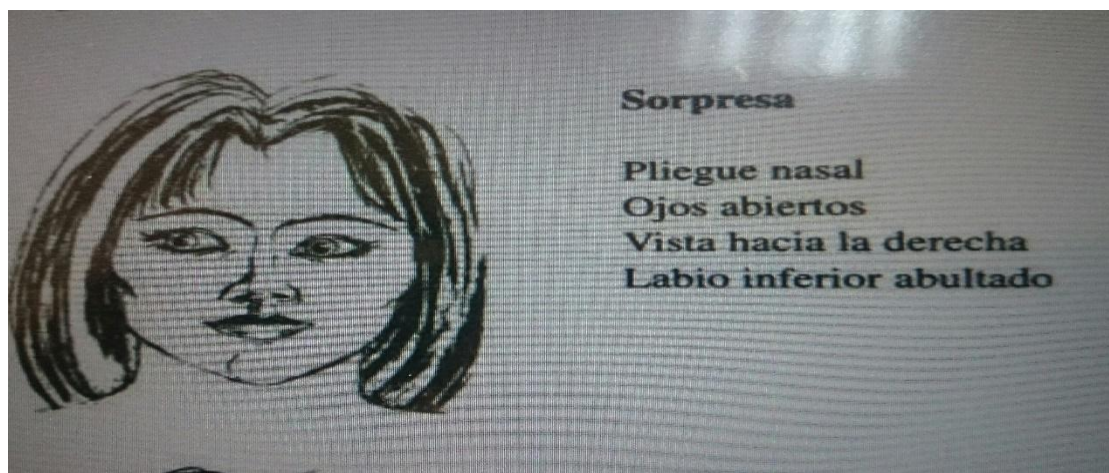 Sorpresa
Pliegue nasal
Ojos abiertos
Vista hacia la derecha
Labio inferior abultado